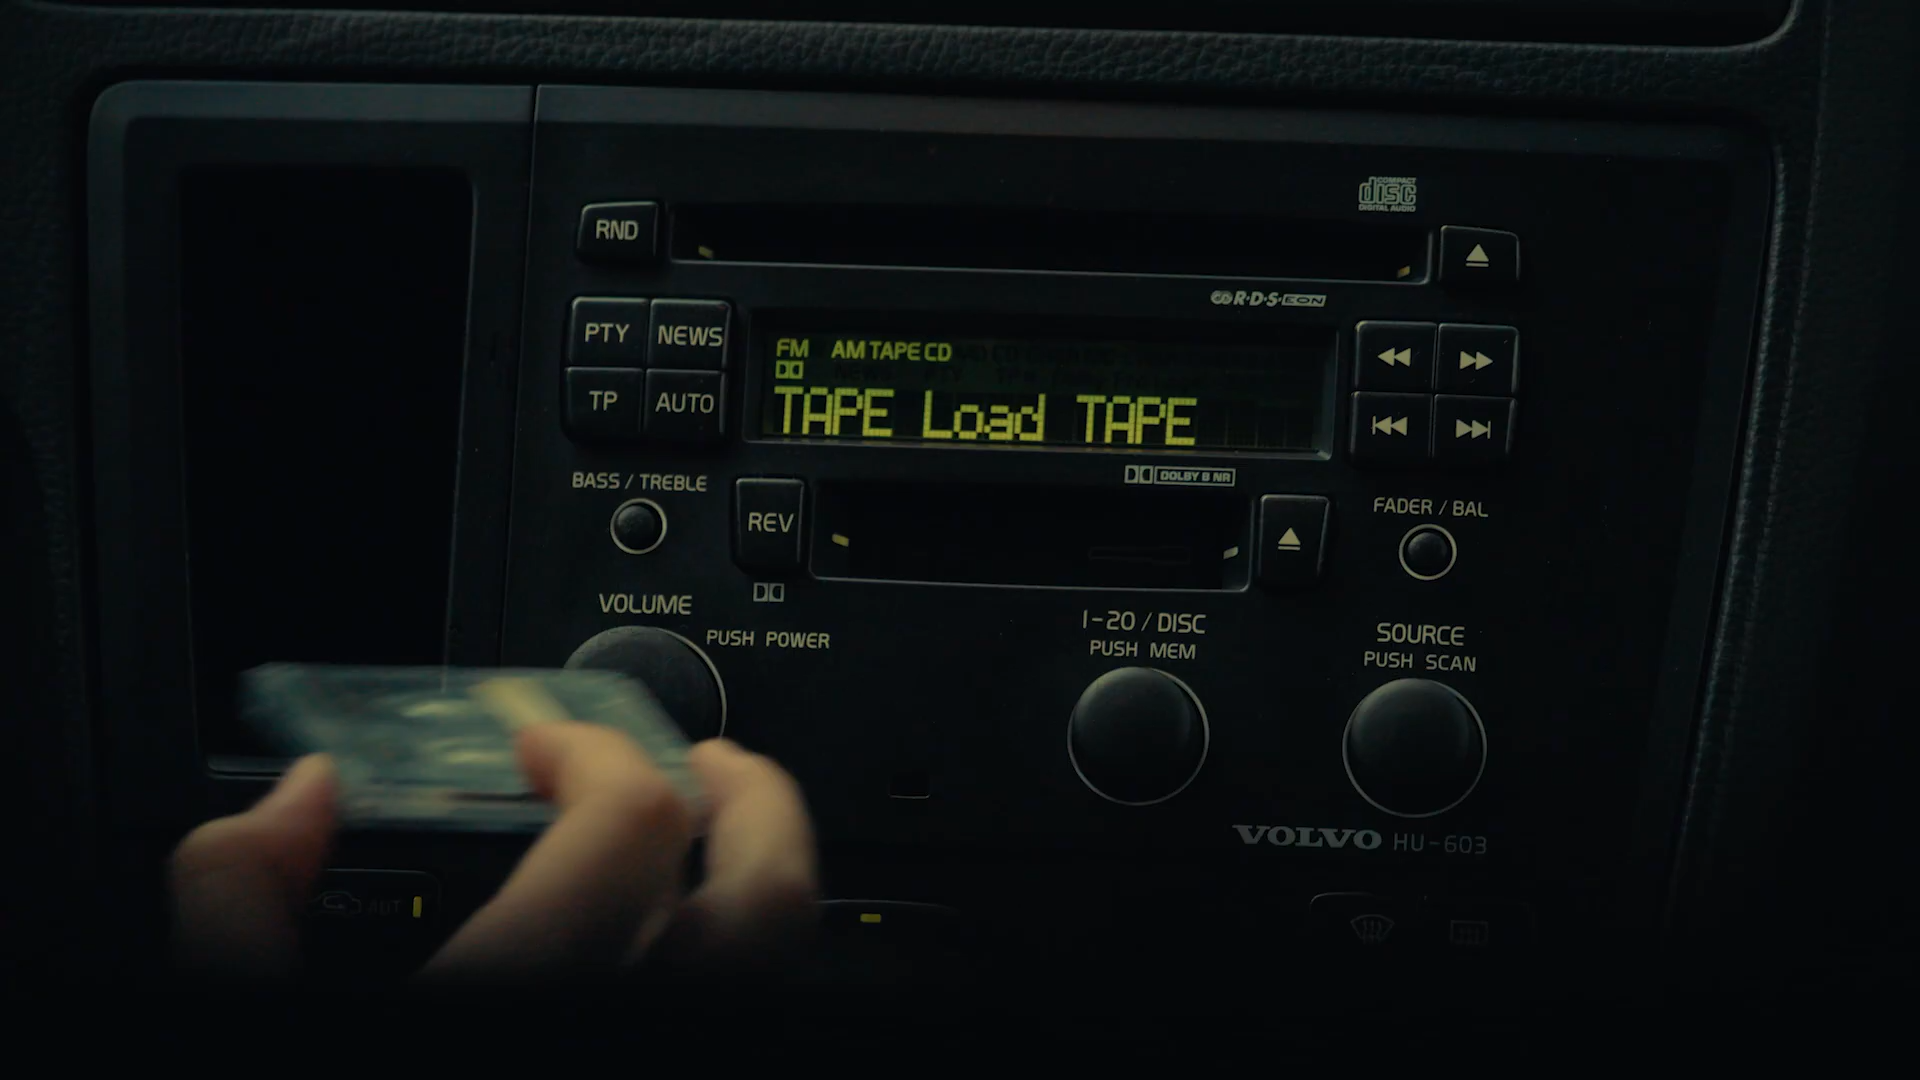 COMPACT
disc
DIGITAL AUDIO
RND
R·D·S·EON
PTY NEWS
TP AUTO
FM AM TAPE CD
TAPE Load TAPE
DOLBY B NR
BASS / TREBLE
REV
FADER / BAL
VOLUME
PUSH POWER
1-20 / DISC
PUSH MEM
SOURCE
PUSH SCAN
VOLVO HU-603
AUT